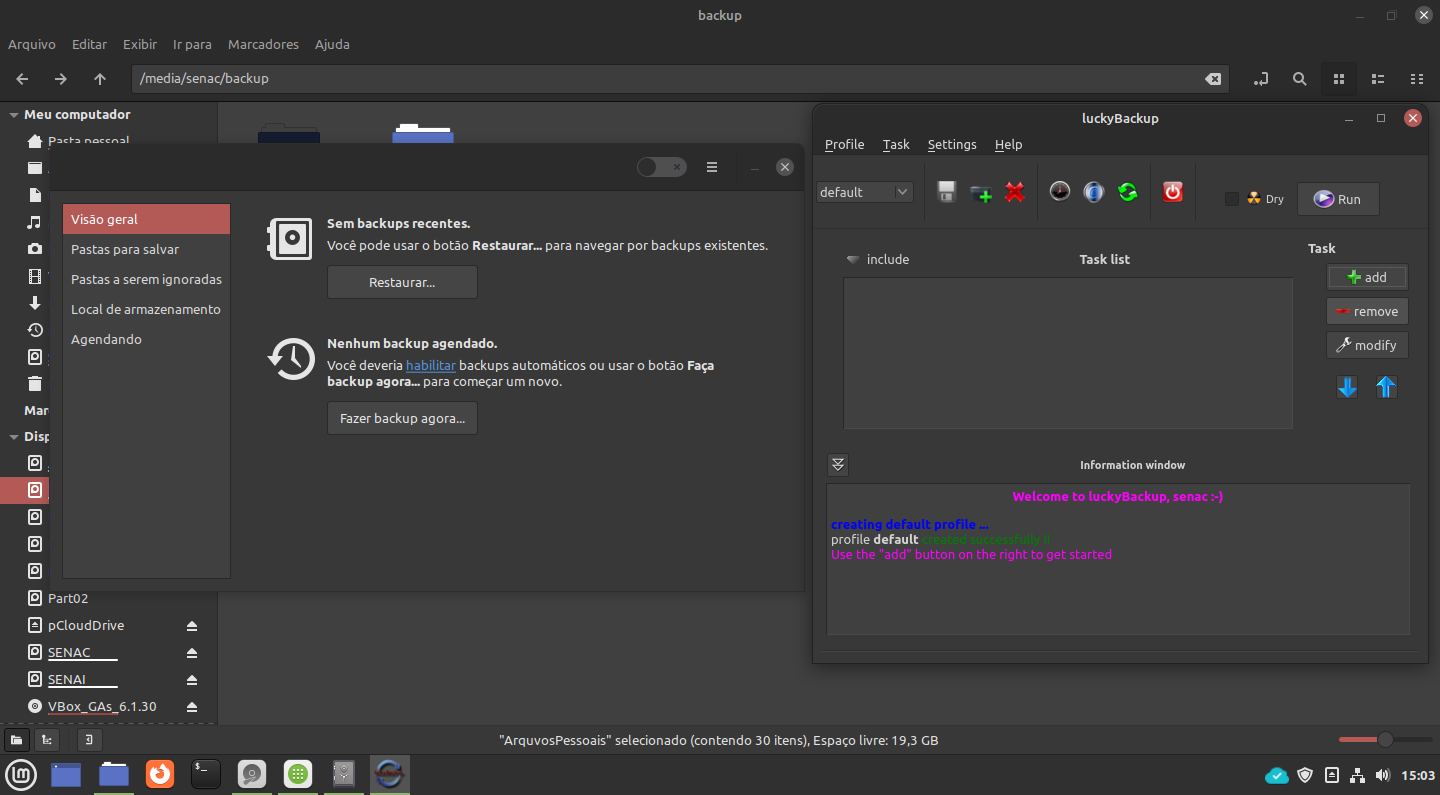 backup
Arquivo Editar Exibir Ir para Marcadores Ajuda
/media/senac/backup
Meu computador
Pasta pessoal
Mar
Disp
Part02
pCloudDrive
SENAC
SENAI
VBox_GAs_6.1.30
Visão geral
Pastas para salvar
Pastas a serem ignoradas
Local de armazenamento
Agendando
Sem backups recentes.
Você pode usar o botão Restaurar... para navegar por backups existentes.
Restaurar...
Nenhum backup agendado.
Você deveria habilitar backups automáticos ou usar o botão Faça
backup agora... para começar um novo.
Fazer backup agora...
luckyBackup
Profile Task Settings Help
default
Dry
Run
include
Task list
Task
add
remove
modify
Information window
Welcome to luckyBackup, senac :-)
creating default profile ...
profile default created successfully !!
Use the "add" button on the right to get started
"ArquvosPessoais" selecionado (contendo 30 itens), Espaço livre: 19,3 GB
15:03